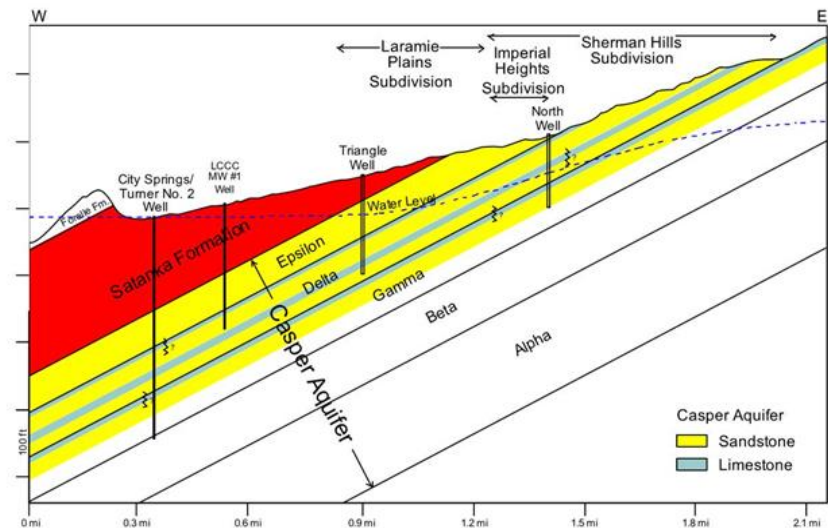 W
E
Laramie
Plains
Subdivision
Imperial
Heights
Subdivision
Sherman Hills
Subdivision
North
Well
Triangle
Well
LCCC
MW #1
Well
City Springs/
Turner No. 2
Well
Forelle Fm.
Water Level
Satanka Formation
Epsilon
Delta
Gamma
Beta
Alpha
Casper Aquifer
?
?
?
?
100 ft
Casper Aquifer
Sandstone
Limestone
0 mi
0.3 mi
0.6 mi
0.9 mi
1.2 mi
1.5 mi
1.8 mi
2.1 mi